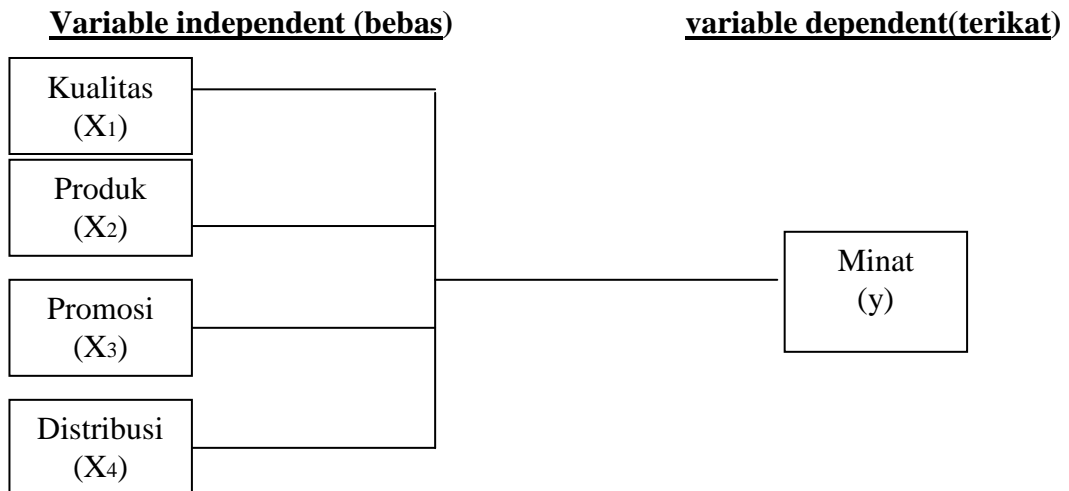 Variable independent (bebas) variable dependent(terikat)
Kualitas
(X1)
Produk
(X2)
Promosi
(X3)
Distribusi
(X4)
Minat
(y)